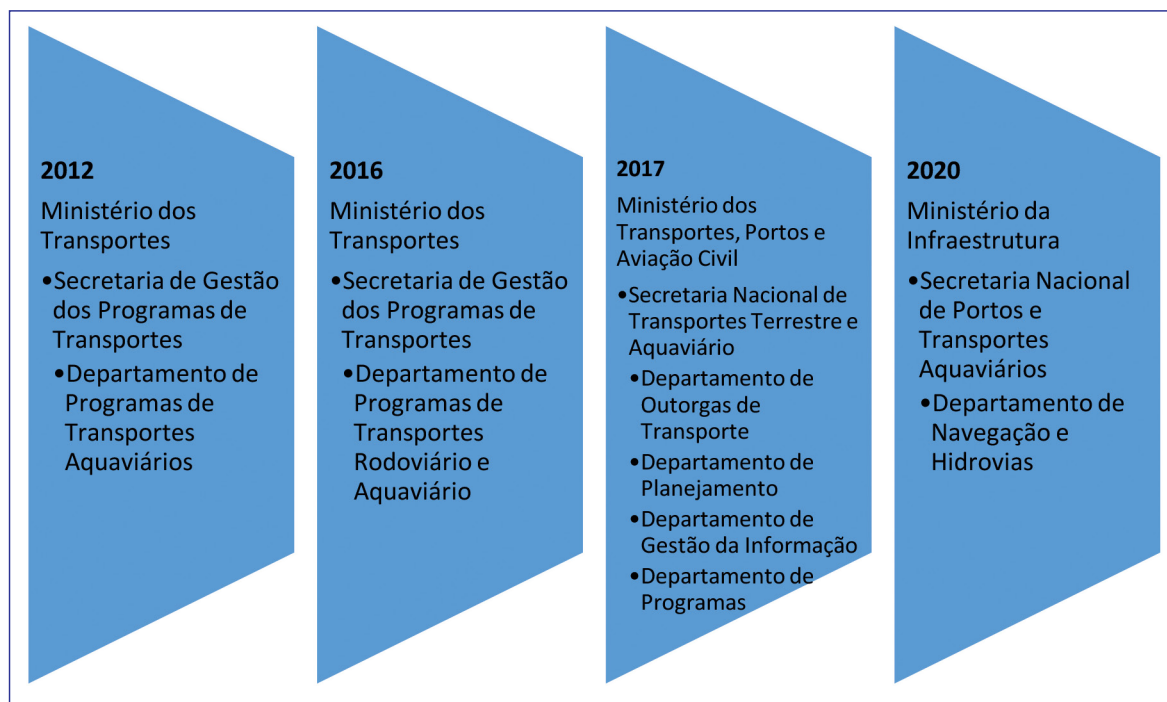 2012
Ministério dos
Transportes
•Secretaria de Gestão
dos Programas de
Transportes
•Departamento de
Programas de
Transportes
Aquaviários
2016
Ministério dos
Transportes
•Secretaria de Gestão
dos Programas de
Transportes
•Departamento de
Programas de
Transportes
Rodoviário e
Aquaviário
2017
Ministério dos
Transportes, Portos e
Aviação Civil
•Secretaria Nacional de
Transportes Terrestre e
Aquaviário
•Departamento de
Outorgas de
Transporte
•Departamento de
Planejamento
•Departamento de
Gestão da Informação
•Departamento de
Programas
2020
Ministério da
Infraestrutura
•Secretaria Nacional
de Portos e
Transportes
Aquaviários
•Departamento de
Navegação e
Hidrovias